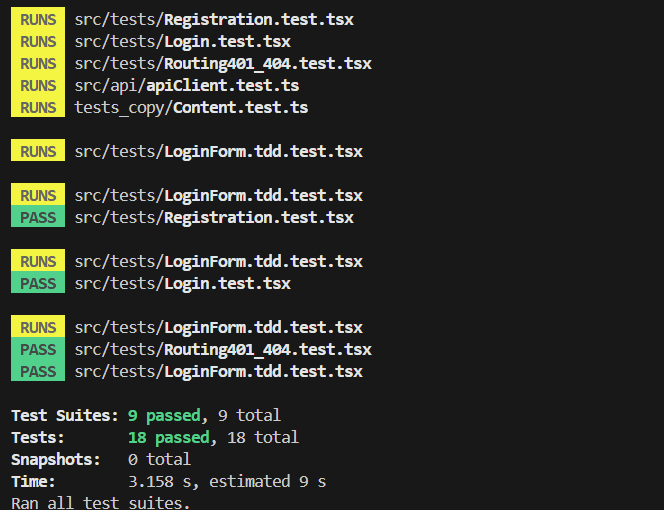 RUNS src/tests/Registration.test.tsx
RUNS src/tests/Login.test.tsx
RUNS src/tests/Routing401_404.test.tsx
RUNS src/api/apiClient.test.ts
RUNS tests_copy/Content.test.ts
RUNS src/tests/LoginForm.tdd.test.tsx
RUNS src/tests/LoginForm.tdd.test.tsx
PASS src/tests/Registration.test.tsx
RUNS src/tests/LoginForm.tdd.test.tsx
PASS src/tests/Login.test.tsx
RUNS src/tests/LoginForm.tdd.test.tsx
PASS src/tests/Routing401_404.test.tsx
PASS src/tests/LoginForm.tdd.test.tsx
Test Suites: 9 passed, 9 total
Tests: 18 passed, 18 total
Snapshots: 0 total
Time: 3.158 s, estimated 9 s
Ran all test suites.